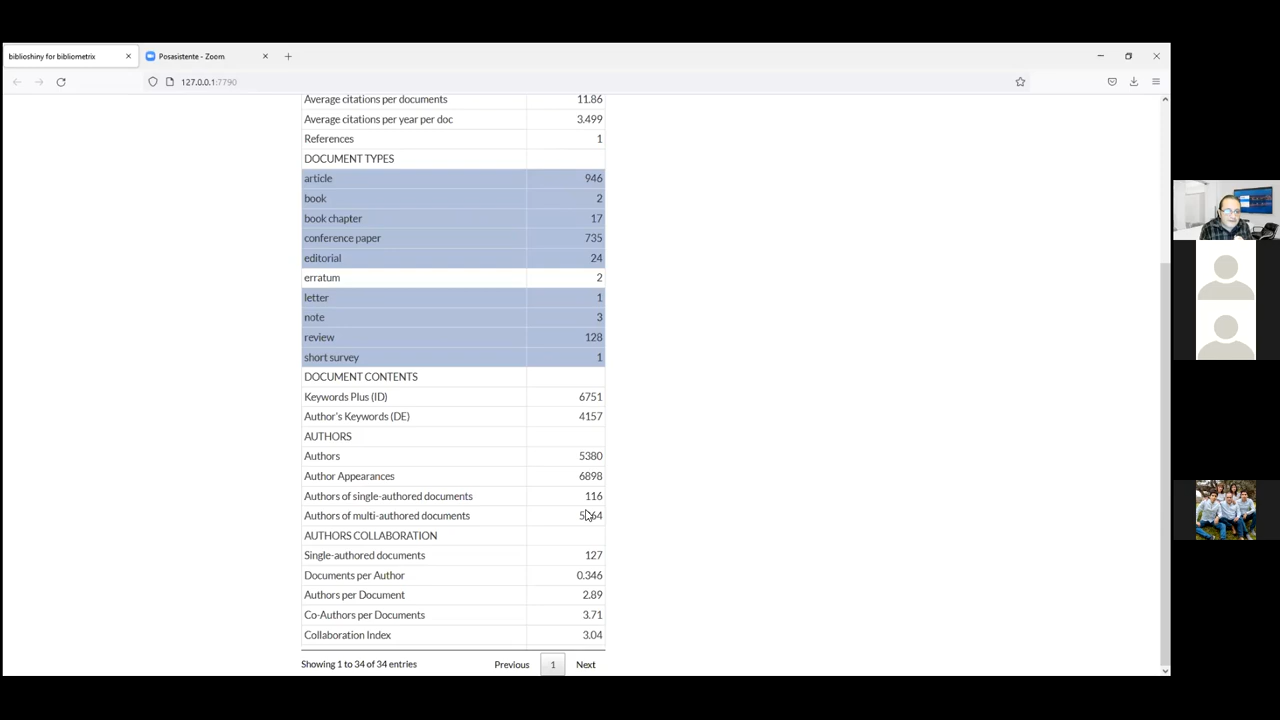 biblioshiny for bibliometrix
Posasistente - Zoom
127.0.0.1:7790
Average citations per documents 11.86
Average citations per year per doc 3.499
References 1
DOCUMENT TYPES
article 946
book 2
book chapter 17
conference paper 735
editorial 24
erratum 2
letter 1
note 3
review 128
short survey 1
DOCUMENT CONTENTS
Keywords Plus (ID) 6751
Author's Keywords (DE) 4157
AUTHORS
Authors 5380
Author Appearances 6898
Authors of single-authored documents 116
Authors of multi-authored documents
AUTHORS COLLABORATION
Single-authored documents 127
Documents per Author 0.346
Authors per Document 2.89
Co-Authors per Documents 3.71
Collaboration Index 3.04
Showing 1 to 34 of 34 entries
Previous 1 Next